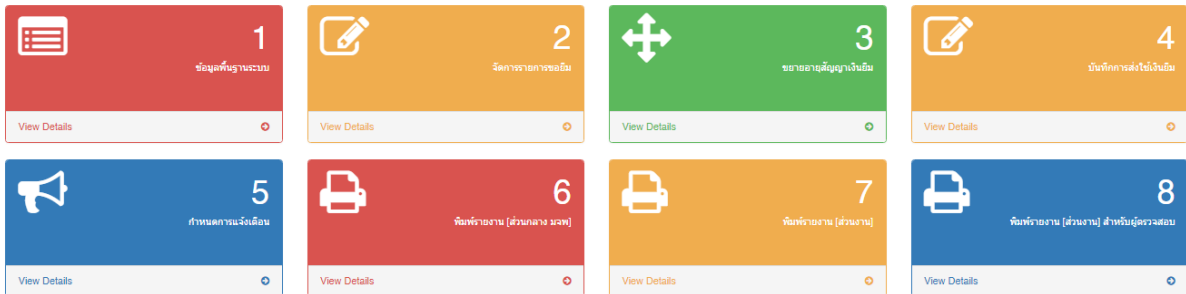 1
ข้อมูลพื้นฐานระบบ
View Details
2
จัดการรายการขอยืม
View Details
3
ขยายอายุสัญญาเงินยืม
View Details
4
บันทึกการส่งใช้เงินยืม
View Details
5
กำหนดการแจ้งเตือน
View Details
6
พิมพ์รายงาน [ส่วนกลาง มจพ]
View Details
7
พิมพ์รายงาน [ส่วนงาน]
View Details
8
พิมพ์รายงาน [ส่วนงาน] สำหรับผู้ตรวจสอบ
View Details